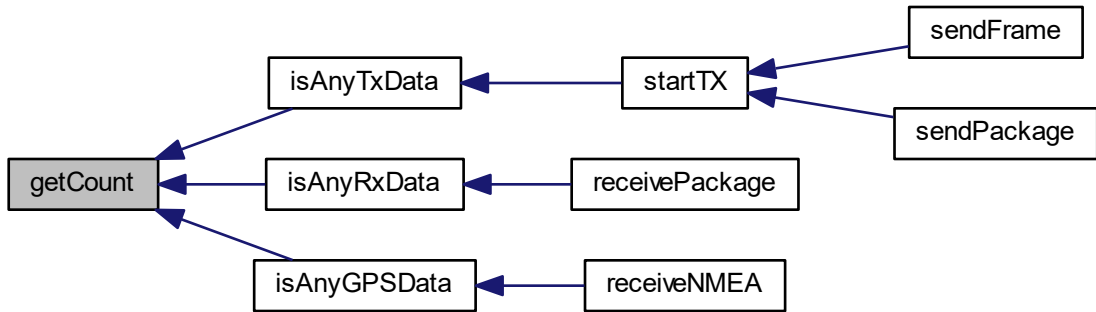 sendFrame
isAnyTxData
startTX
sendPackage
getCount
isAnyRxData
receivePackage
isAnyGPSData
receiveNMEA